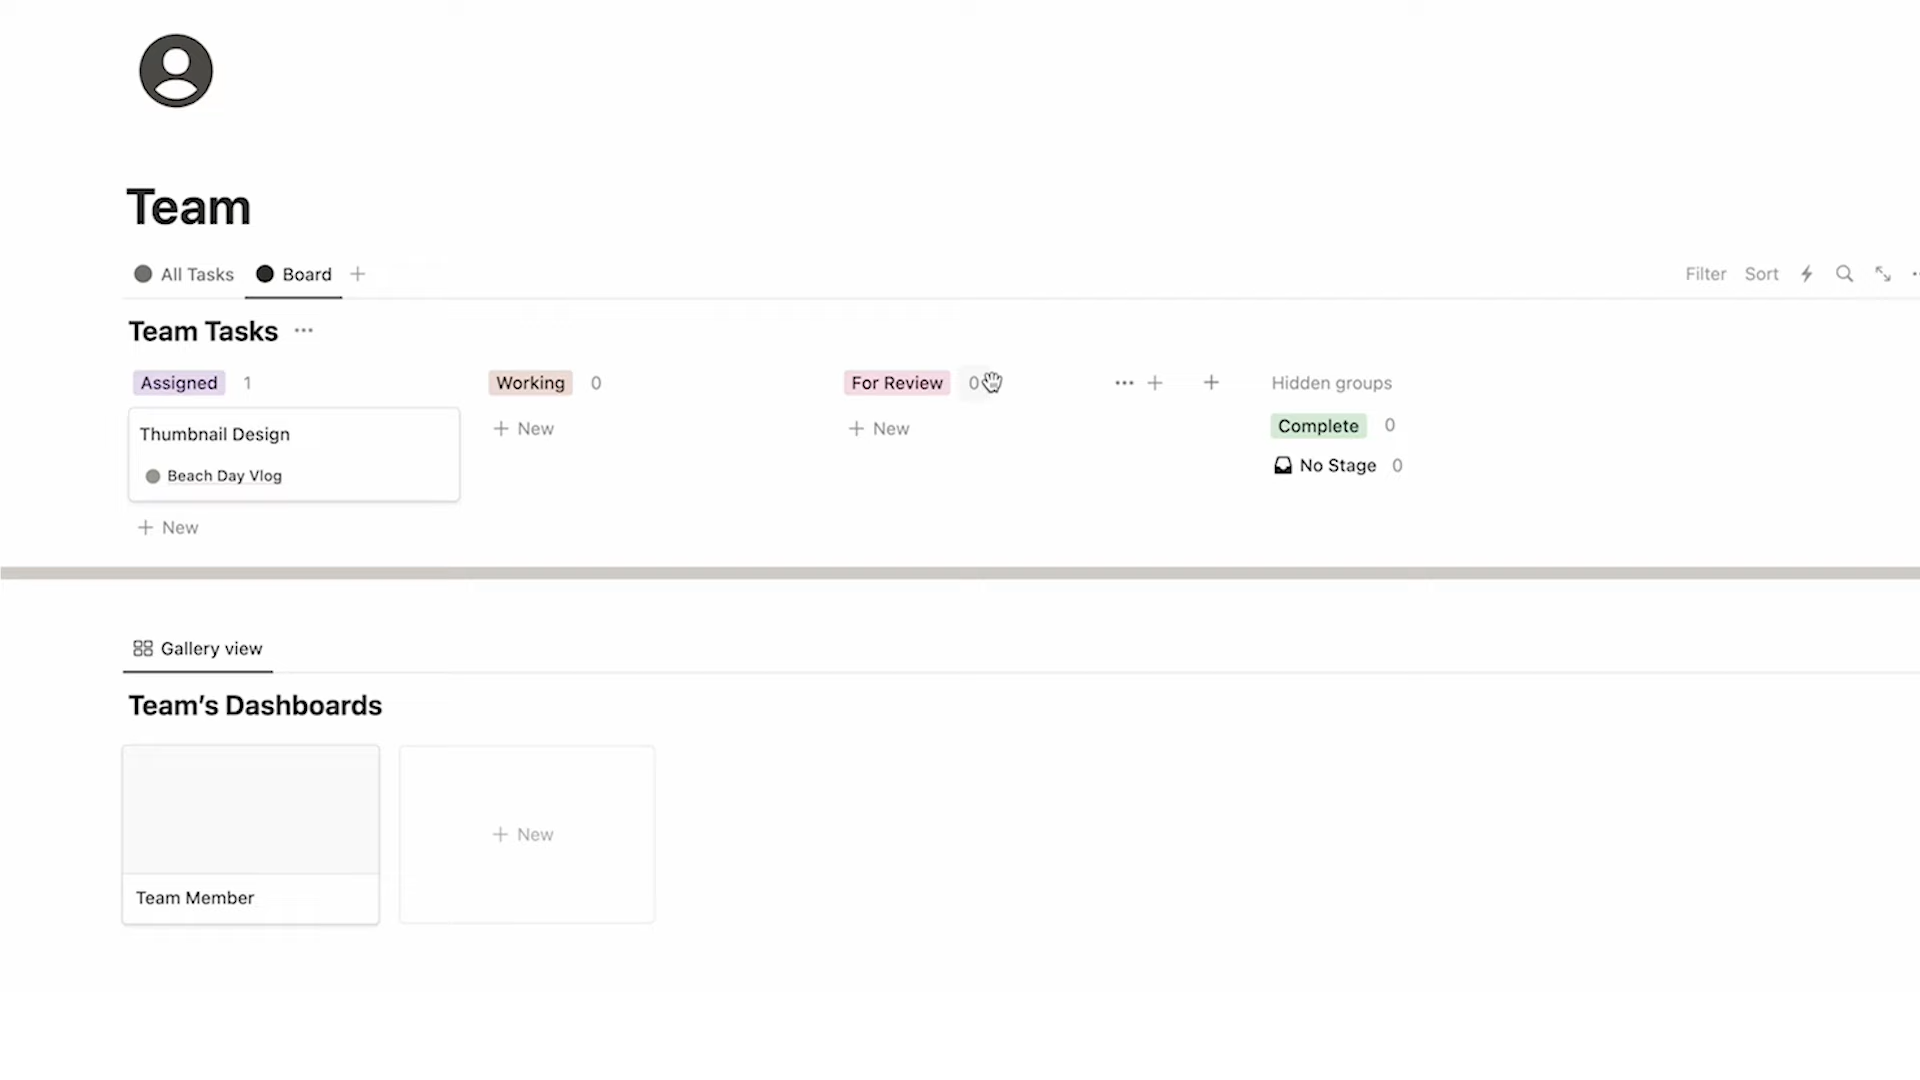 Team
All Tasks Board Filter Sort
Team Tasks
Assigned 1 Working 0 For Review 0 Hidden groups
Thumbnail Design New New Complete 0
Beach Day Vlog No Stage 0
New
Gallery view
Team's Dashboards
New
Team Member